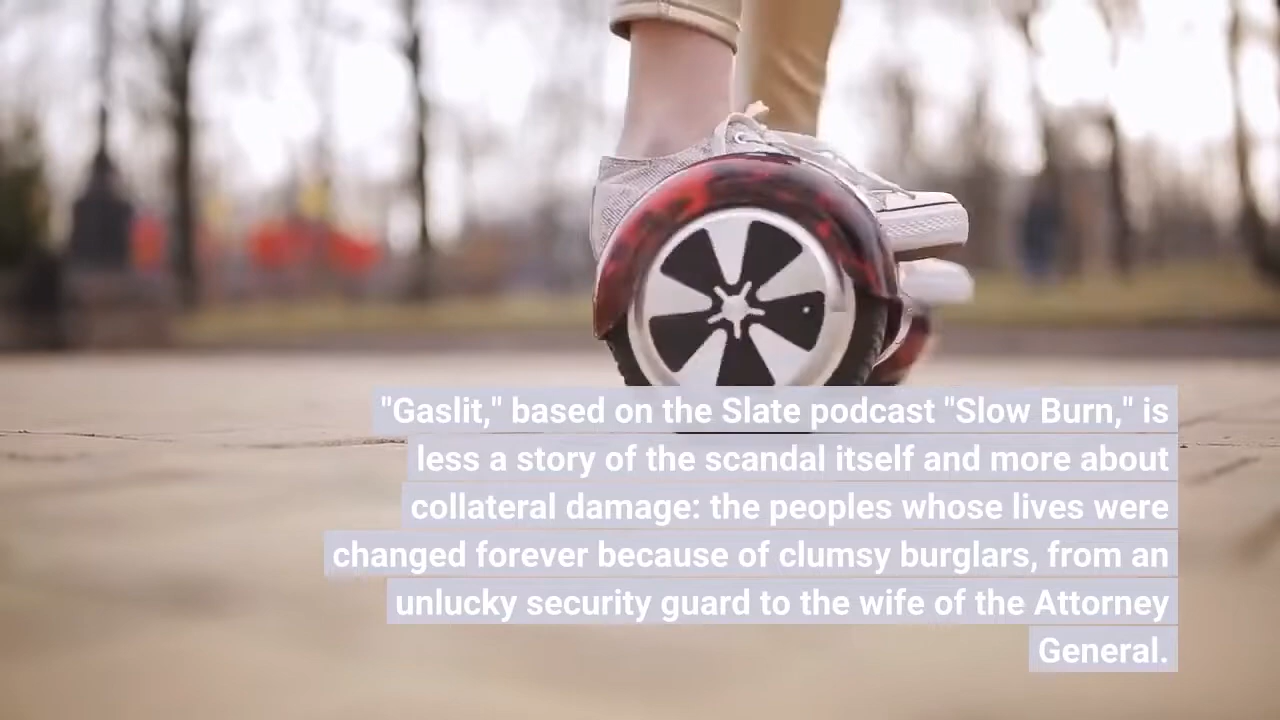 "Gaslit," based on the Slate podcast "Slow Burn," is
less a story of the scandal itself and more about
collateral damage: the peoples whose lives were
changed forever because of clumsy burglars, from an
unlucky security guard to the wife of the Attorney
General.